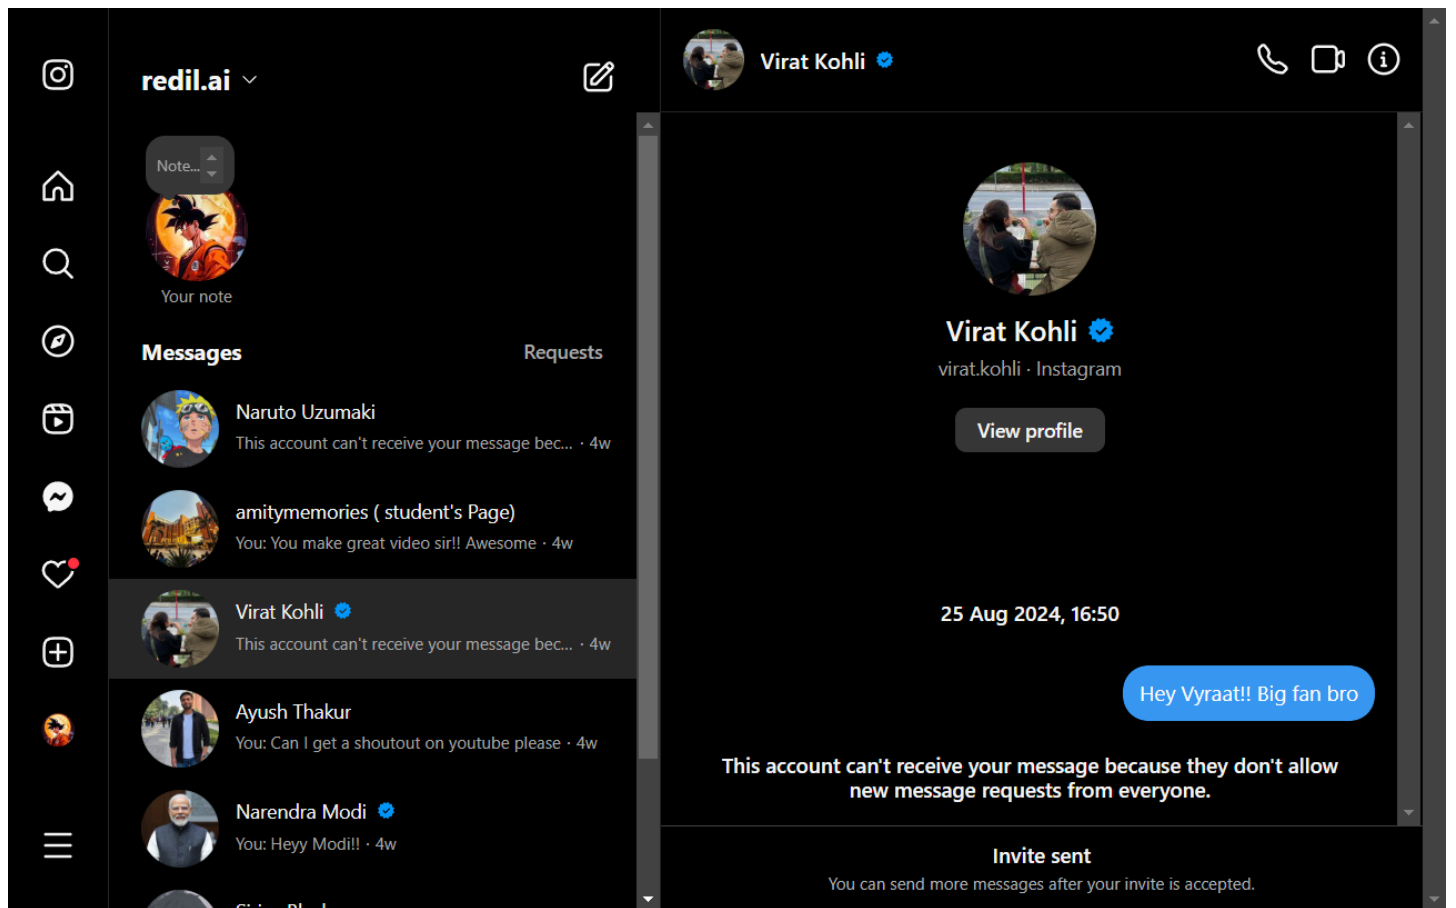 redil.ai
Note...
Your note
Messages
Requests
Naruto Uzumaki
This account can't receive your message bec... · 4w
amitymemories ( student's Page)
You: You make great video sir!! Awesome · 4w
Virat Kohli
This account can't receive your message bec... · 4w
Ayush Thakur
You: Can I get a shoutout on youtube please · 4w
Narendra Modi
You: Heyy Modi!! · 4w
Virat Kohli
Virat Kohli
virat.kohli · Instagram
View profile
25 Aug 2024, 16:50
Hey Vyraat!! Big fan bro
This account can't receive your message because they don't allow
new message requests from everyone.
Invite sent
You can send more messages after your invite is accepted.